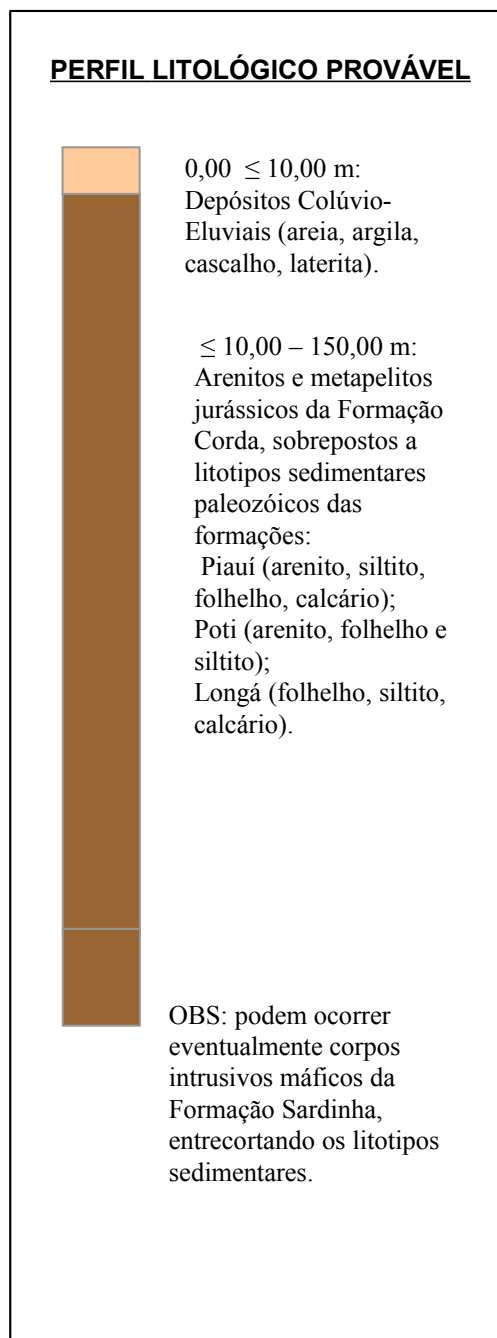 PERFIL LITOLÓGICO PROVÁVEL
0,00 ≤ 10,00 m:
Depósitos Colúvio-
Eluviais (areia, argila,
cascalho, laterita).
≤ 10,00 – 150,00 m:
Arenitos e metapelitos
jurássicos da Formação
Corda, sobrepostos a
litotipos sedimentares
paleozóicos das
formações:
Piauí (arenito, siltito,
folhelho, calcário);
Poti (arenito, folhelho e
siltito);
Longá (folhelho, siltito,
calcário).
OBS: podem ocorrer
eventualmente corpos
intrusivos máficos da
Formação Sardinha,
entrecortando os litotipos
sedimentares.